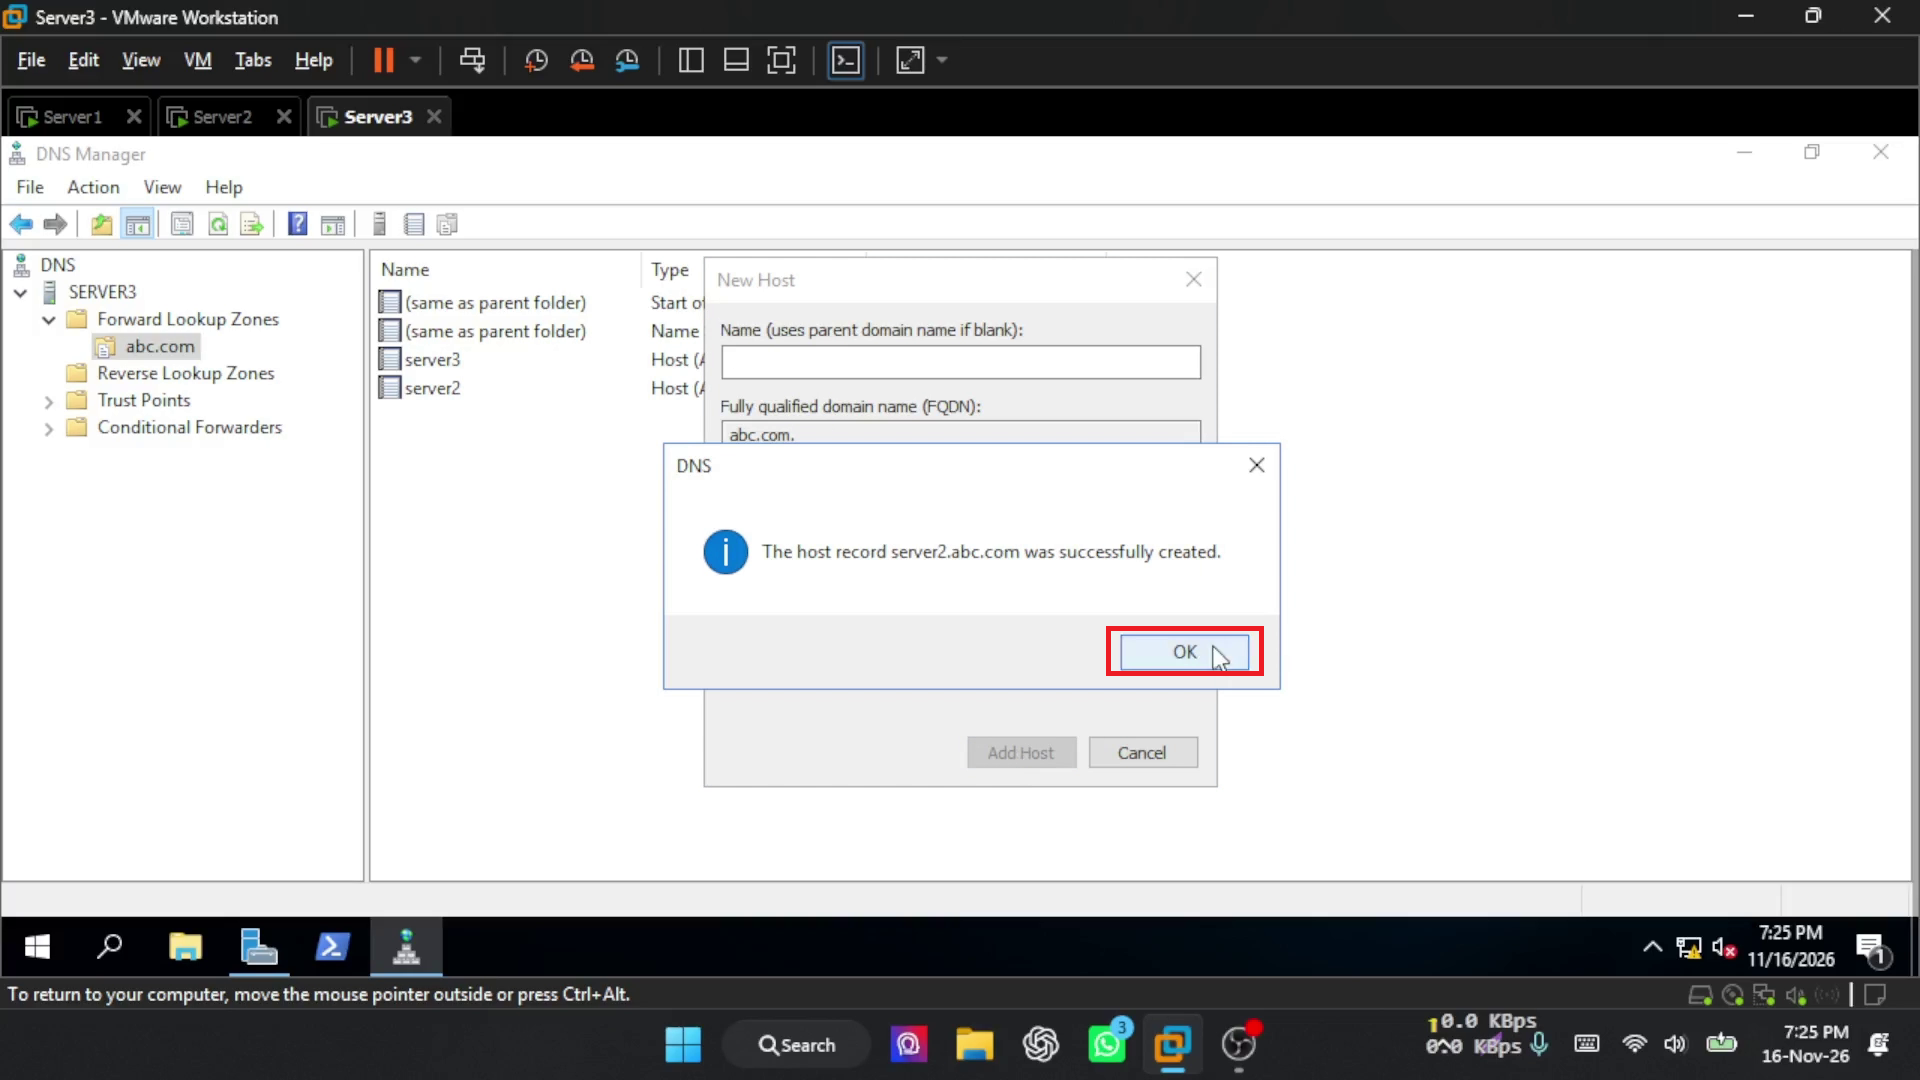 Server3 - VMware Workstation
File Edit View VM Tabs Help
Server1 Server2 Server3
DNS Manager
File Action View Help
DNS
SERVER3
Forward Lookup Zones
abc.com
Reverse Lookup Zones
Trust Points
Conditional Forwarders
Name Type
(same as parent folder) Start of
(same as parent folder) Name
server3 Host (A
server2 Host (A
New Host
Name (uses parent domain name if blank):
Fully qualified domain name (FQDN):
abc.com.
DNS
The host record server2.abc.com was successfully created.
OK
Add Host Cancel
7:25 PM
11/16/2026
1
To return to your computer, move the mouse pointer outside or press Ctrl+Alt.
Search
3
0.0 KBps
0.0 KBps
7:25 PM
16-Nov-26